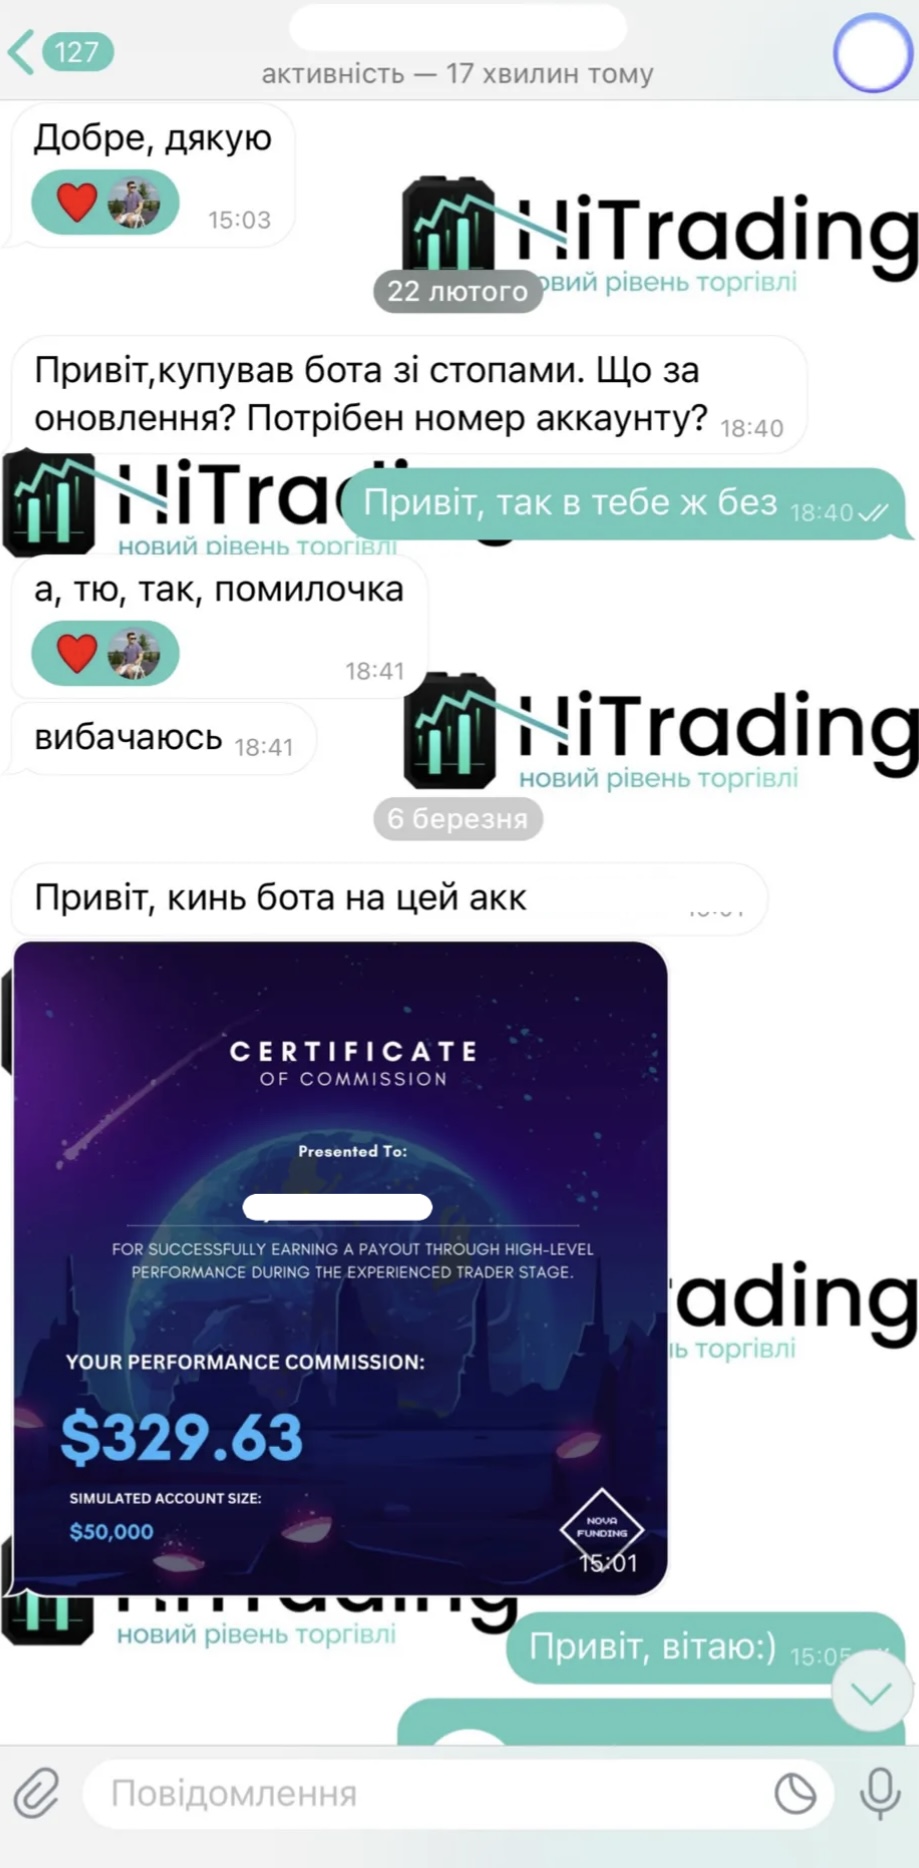 127
активність — 17 хвилин тому
Добре, дякую
15:03
HiTrading
новий рівень торгівлі
22 лютого
Привіт,купував бота зі стопами. Що за
оновлення? Потрібен номер аккаунту? 18:40
HiTrad
новий рівень торгівлі
Привіт, так в тебе ж без 18:40
а, тю, так, помилочка
18:41
вибачаюсь 18:41
HiTrading
новий рівень торгівлі
6 березня
Привіт, кинь бота на цей акк
CERTIFICATE
OF COMMISSION
Presented To:
FOR SUCCESSFULLY EARNING A PAYOUT THROUGH HIGH-LEVEL
PERFORMANCE DURING THE EXPERIENCED TRADER STAGE.
ading
ь торгівлі
YOUR PERFORMANCE COMMISSION:
$329.63
SIMULATED ACCOUNT SIZE:
$50,000
NOVA
FUNDING
15:01
HiTrading
новий рівень торгівлі
Привіт, вітаю:) 15:05
Повідомлення